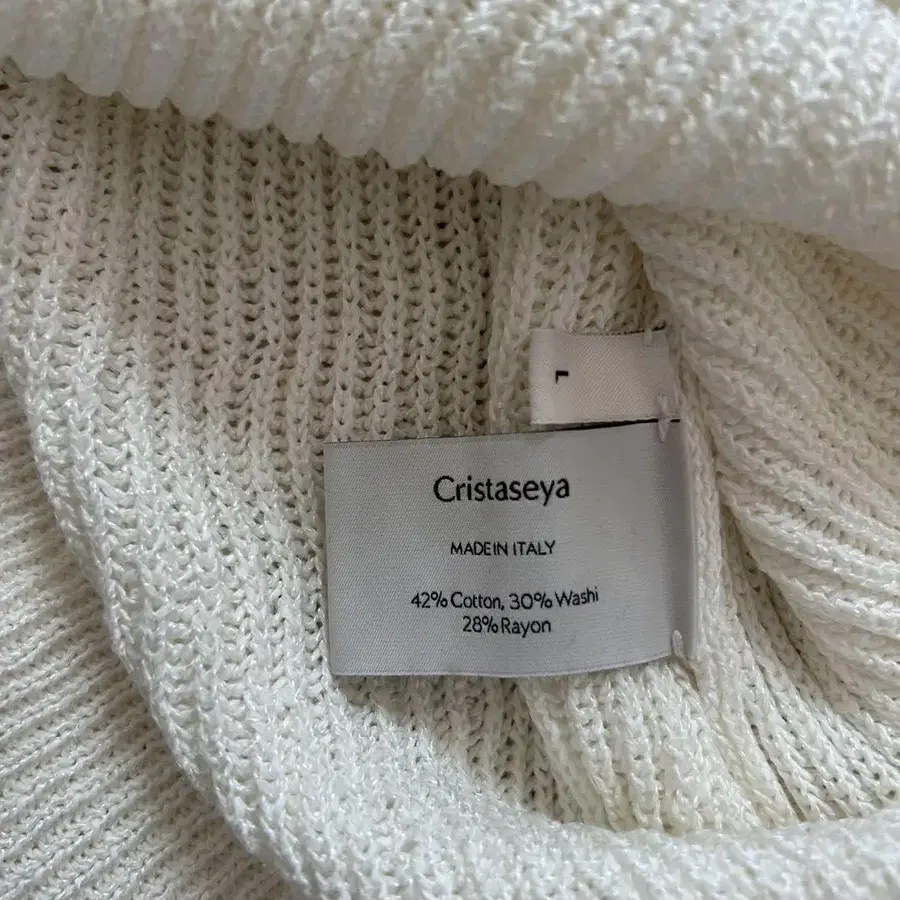 L
Cristaseya
MADE IN ITALY
42% Cotton, 30% Washi
28% Rayon